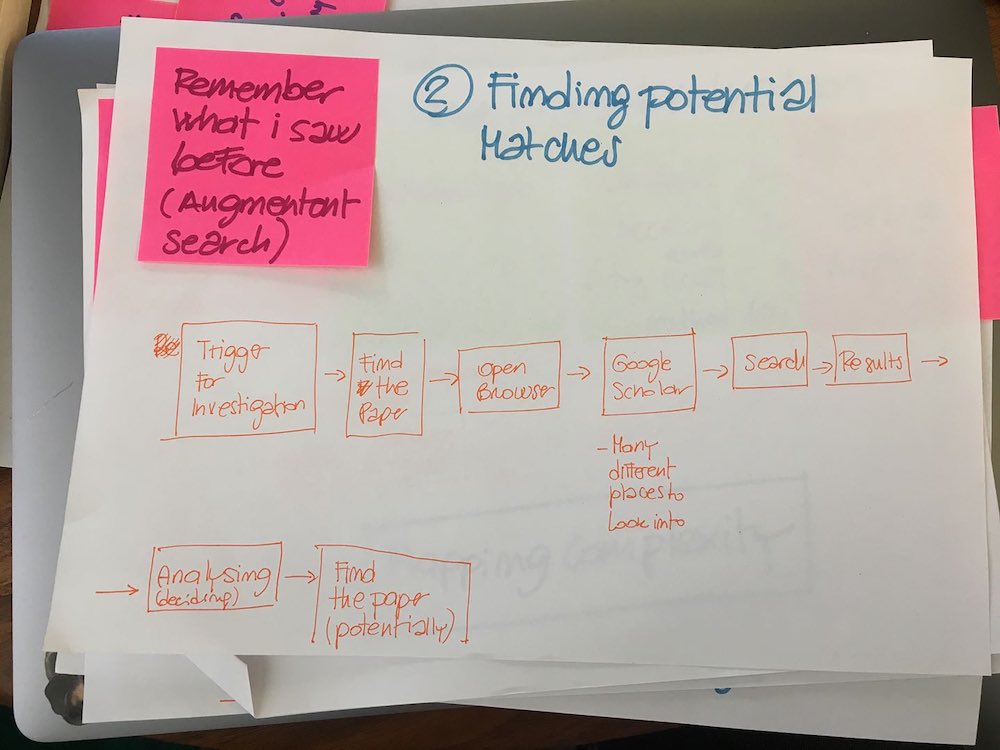 Remember
what i saw
before
(Augmentant
search)
② Finding potential
Matches
Trigger
for
investigation
Find
the
Paper
open
Browser
Google
Scholar
Search
Results
- Many
different
places to
Look into
Analysing
(deciding)
Find
the paper
(potentially)